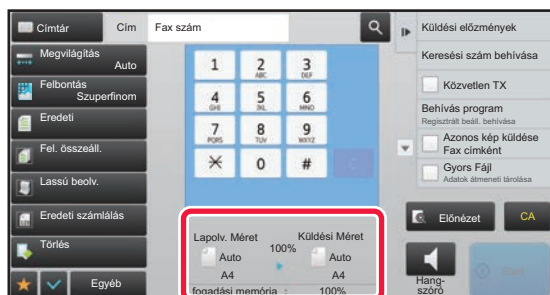 Címtár
Cím
Fax szám
Megvilágítás
Auto
Felbontás
Szuperfinom
Eredeti
Fel. összeáll.
Lassú beolv.
Eredeti számlálás
Törlés
Egyéb
1
2
ABC
3
DEF
4
GHI
5
JKL
6
MNO
7
PQRS
8
TUV
9
WXYZ
0
#
C
Lapolv. Méret
100%
Küldési Méret
Auto
A4
Auto
A4
fogadási memória :
100%
Küldési előzmények
Keresési szám behívása
Közvetlen TX
Behívás program
Regisztrált beáll. behívása
Azonos kép küldése
Fax címként
Gyors Fájl
Adatok átmeneti tárolása
Előnézet
CA
Hang-
szóró
Start